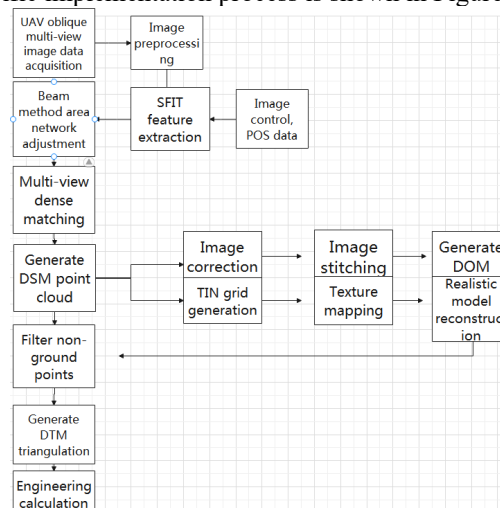 UAV oblique
multi-view
image data
acquisition
Image
preprocessi
ng
Beam
method area
network
adjustment
SFIT
feature
extraction
Image
control,
POS data
Multi-view
dense
matching
Generate
DSM point
cloud
Image
correction
Image
stitching
Generate
DOM
TIN grid
generation
Texture
mapping
Realistic
model
reconstruct
ion
Filter non-
ground
points
Generate
DTM
triangulation
Engineering
calculation